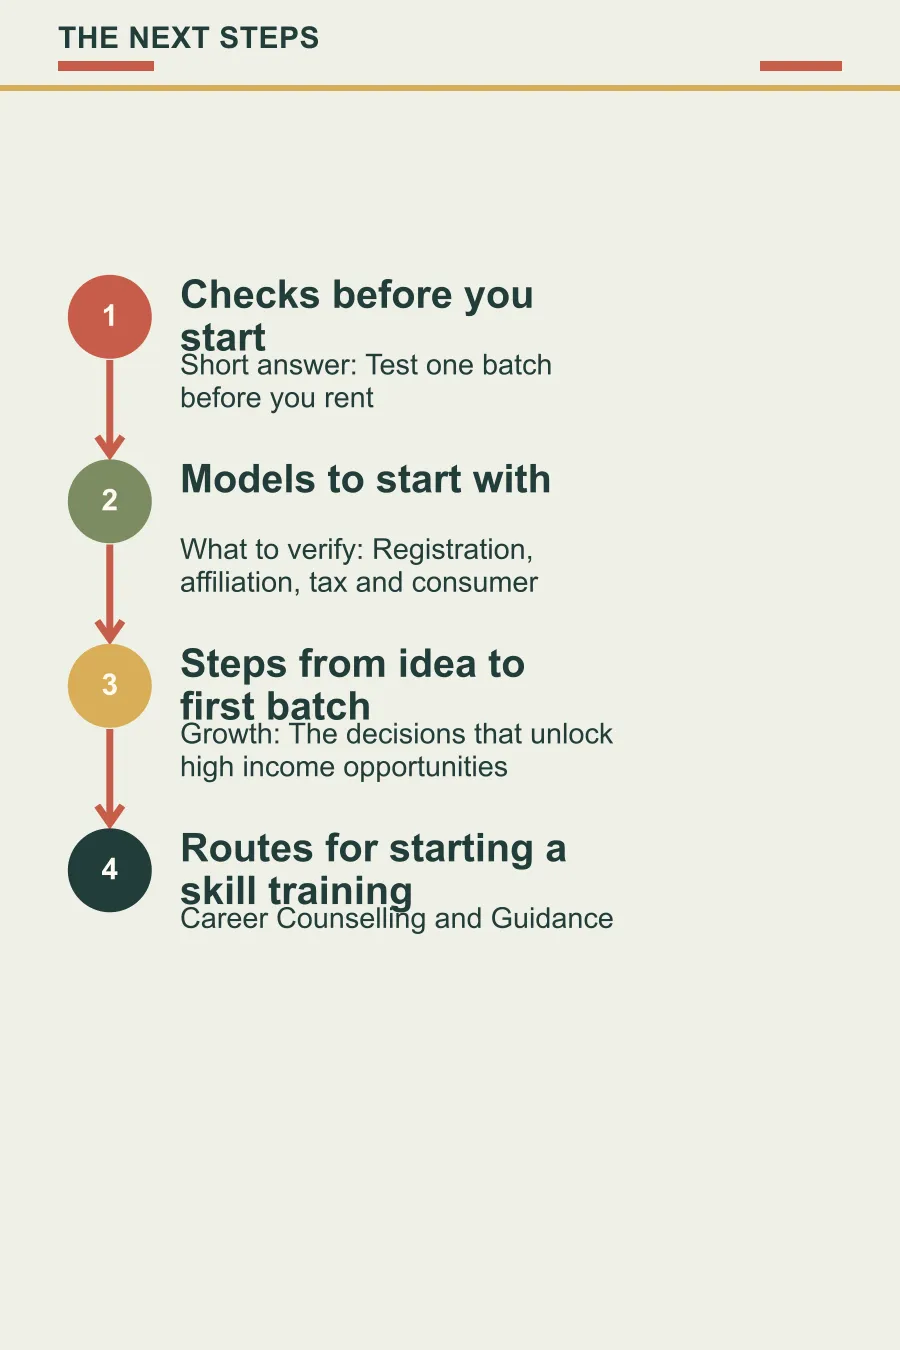 THE NEXT STEPS
1
Checks before you
start
Short answer: Test one batch
before you rent
2
Models to start with
What to verify: Registration,
affiliation, tax and consumer
3
Steps from idea to
first batch
Growth: The decisions that unlock
high income opportunities
4
Routes for starting a
skill training
Career Counselling and Guidance